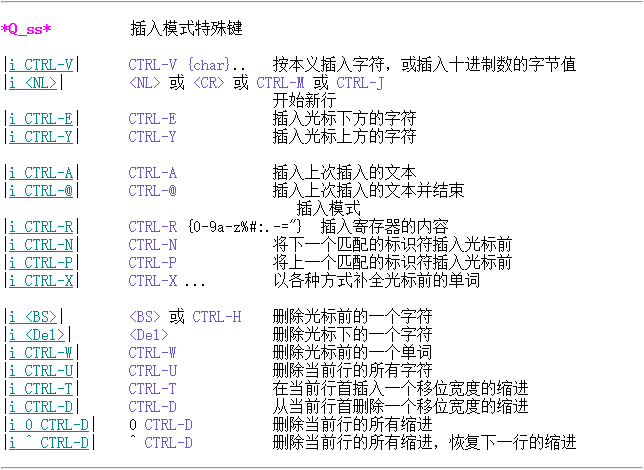 *Q_ss* 插入模式特殊键
|i_CTRL-V| CTRL-V {char}.. 按本义插入字符，或插入十进制数的字节值
|i_<NL>| <NL> 或 <CR> 或 CTRL-M 或 CTRL-J
开始新行
|i_CTRL-E| CTRL-E 插入光标下方的字符
|i_CTRL-Y| CTRL-Y 插入光标上方的字符
|i_CTRL-A| CTRL-A 插入上次插入的文本
|i_CTRL-@| CTRL-@ 插入上次插入的文本并结束
插入模式
|i_CTRL-R| CTRL-R {0-9a-z%#:.-="} 插入寄存器的内容
|i_CTRL-N| CTRL-N 将下一个匹配的标识符插入光标前
|i_CTRL-P| CTRL-P 将上一个匹配的标识符插入光标前
|i_CTRL-X| CTRL-X ... 以各种方式补全光标前的单词
|i_<BS>| <BS> 或 CTRL-H 删除光标前的一个字符
|i_<Del>| <Del> 删除光标下的一个字符
|i_CTRL-W| CTRL-W 删除光标前的一个单词
|i_CTRL-U| CTRL-U 删除当前行的所有字符
|i_CTRL-T| CTRL-T 在当前行首插入一个移位宽度的缩进
|i_CTRL-D| CTRL-D 从当前行首删除一个移位宽度的缩进
|i_0_CTRL-D| 0 CTRL-D 删除当前行的所有缩进
|i_^_CTRL-D| ^ CTRL-D 删除当前行的所有缩进，恢复下一行的缩进